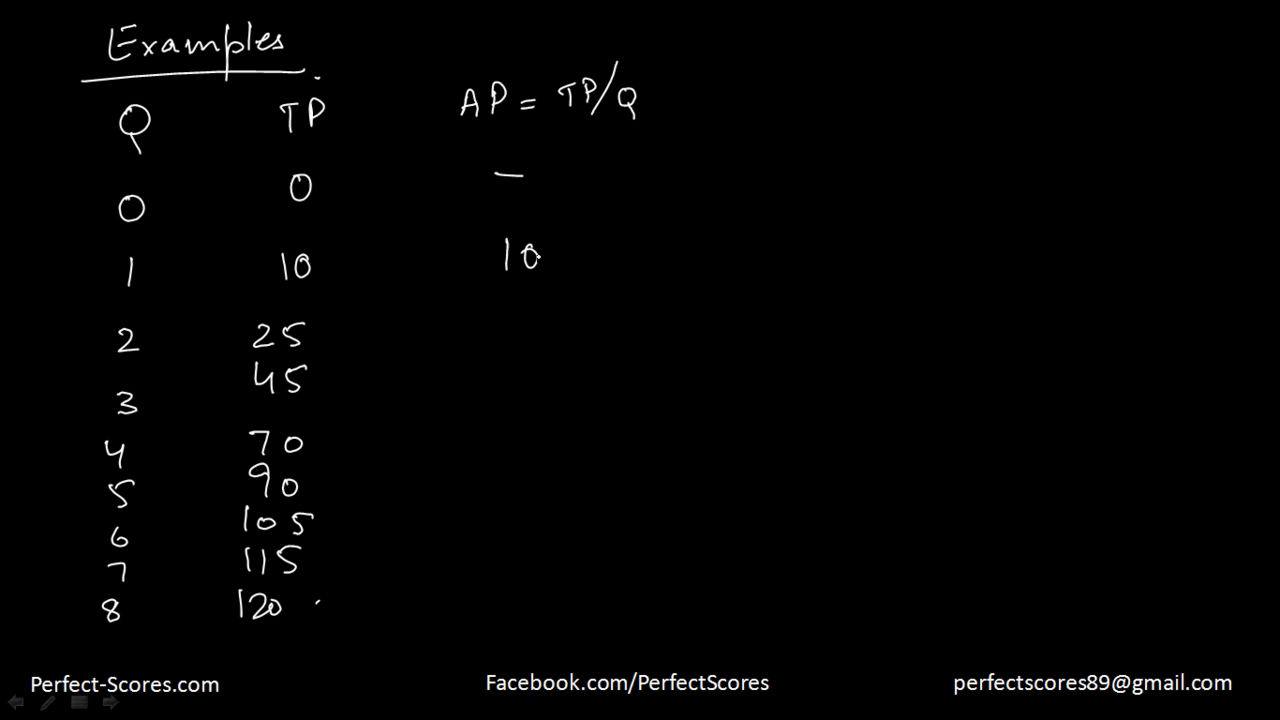 Examples
Q TP AP = TP/Q
0 0 —
1 10 10
2 25
3 45
4 70
5 90
6 105
7 115
8 120
Perfect-Scores.com Facebook.com/PerfectScores perfectscores89@gmail.com